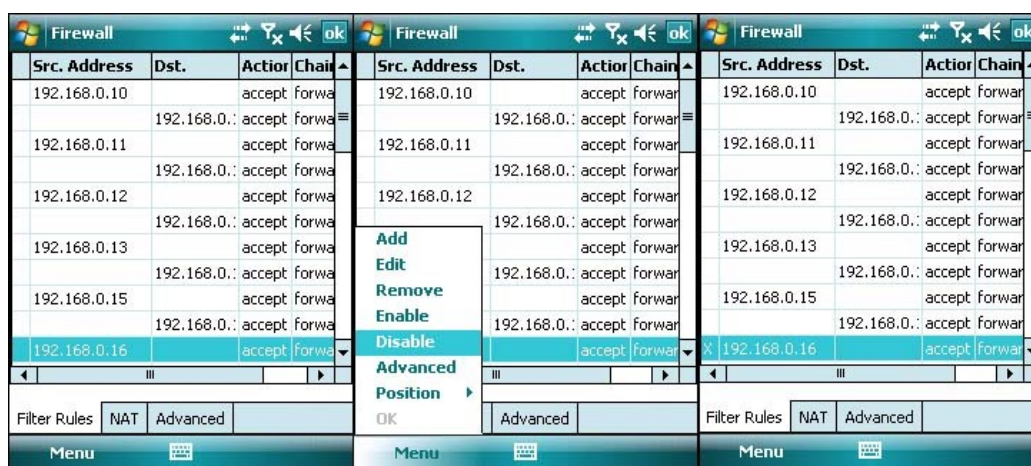 Firewall ok
Src. Address Dst. Action Chain
192.168.0.10 accept forwa
192.168.0.: accept forwa
192.168.0.11 accept forwa
192.168.0.: accept forwa
192.168.0.12 accept forwa
192.168.0.: accept forwa
192.168.0.13 accept forwa
192.168.0.: accept forwa
192.168.0.15 accept forwa
192.168.0.: accept forwa
192.168.0.16 accept forwa
Filter Rules NAT Advanced
Menu
Firewall ok
Src. Address Dst. Action Chain
192.168.0.10 accept forwar
192.168.0.: accept forwar
192.168.0.11 accept forwar
192.168.0.: accept forwar
192.168.0.12 accept forwar
192.168.0.: accept forwar
accept forwar
192.168.0.: accept forwar
accept forwar
192.168.0.: accept forwar
accept forwar
Add
Edit
Remove
Enable
Disable
Advanced
Position
OK
Advanced
Menu
Firewall ok
Src. Address Dst. Action Chain
192.168.0.10 accept forwar
192.168.0.: accept forwar
192.168.0.11 accept forwar
192.168.0.: accept forwar
192.168.0.12 accept forwar
192.168.0.: accept forwar
192.168.0.13 accept forwar
192.168.0.: accept forwar
192.168.0.15 accept forwar
192.168.0.: accept forwar
X 192.168.0.16 accept forwar
Filter Rules NAT Advanced
Menu